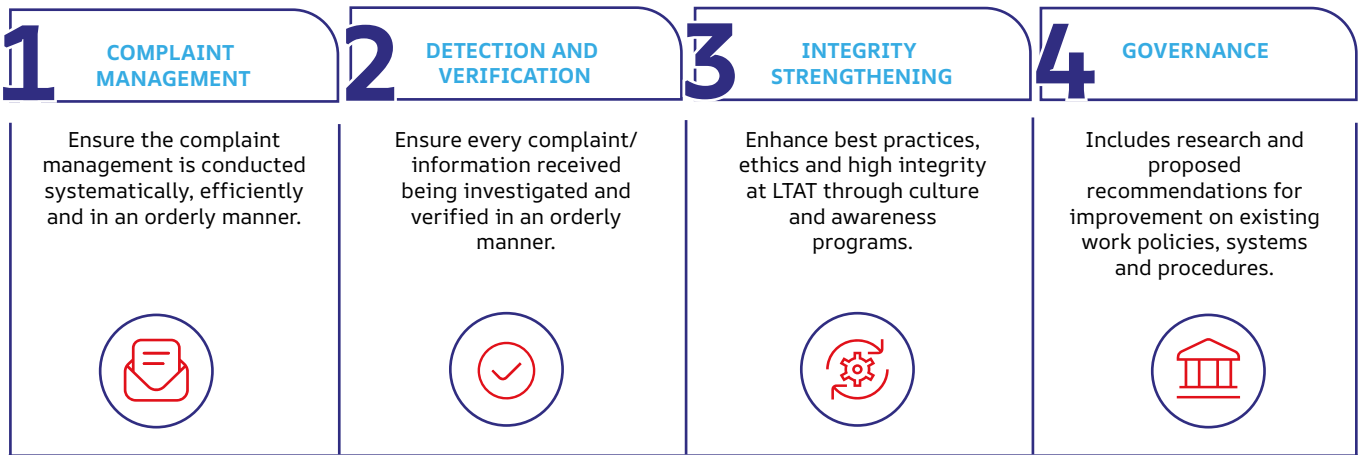 1
COMPLAINT
MANAGEMENT
Ensure the complaint
management is conducted
systematically, efficiently
and in an orderly manner.
2
DETECTION AND
VERIFICATION
Ensure every complaint/
information received
being investigated and
verified in an orderly
manner.
3
INTEGRITY
STRENGTHENING
Enhance best practices,
ethics and high integrity
at LTAT through culture
and awareness
programs.
4
GOVERNANCE
Includes research and
proposed
recommendations for
improvement on existing
work policies, systems
and procedures.